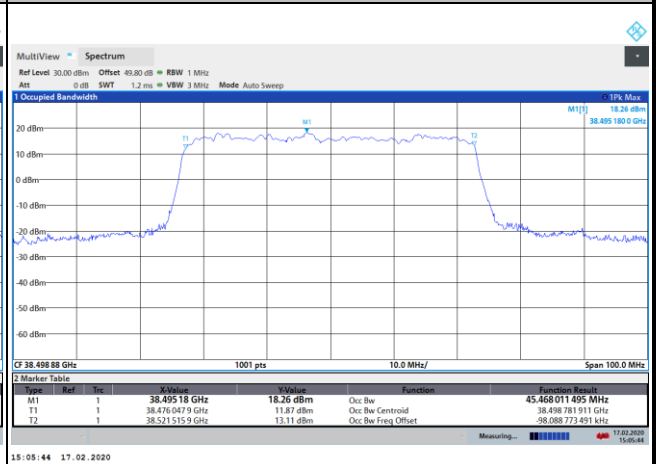 MultiView Spectrum
Ref Level 30.00 dBm Offset 49.80 dB RBW 1 MHz
Att 0 dB SWT 1.2 ms VBW 3 MHz Mode Auto Sweep
1 Occupied Bandwidth 1Pk Max
M1[1] 18.26 dBm
38.495 180 0 GHz
M1
T1 T2
20 dBm
10 dBm
0 dBm
-10 dBm
-20 dBm
-30 dBm
-40 dBm
-50 dBm
-60 dBm
CF 38.498 88 GHz 1001 pts 10.0 MHz/ Span 100.0 MHz
2 Marker Table
Type Ref Trc X-Value Y-Value Function Function Result
M1 1 38.495 18 GHz 18.26 dBm Occ Bw 45.468 011 495 MHz
T1 1 38.476 047 9 GHz 11.87 dBm Occ Bw Centroid 38.498 781 911 GHz
T2 1 38.521 515 9 GHz 13.11 dBm Occ Bw Freq Offset -98.088 773 491 kHz
Measuring... 17.02.2020
15:05:44
15:05:44 17.02.2020